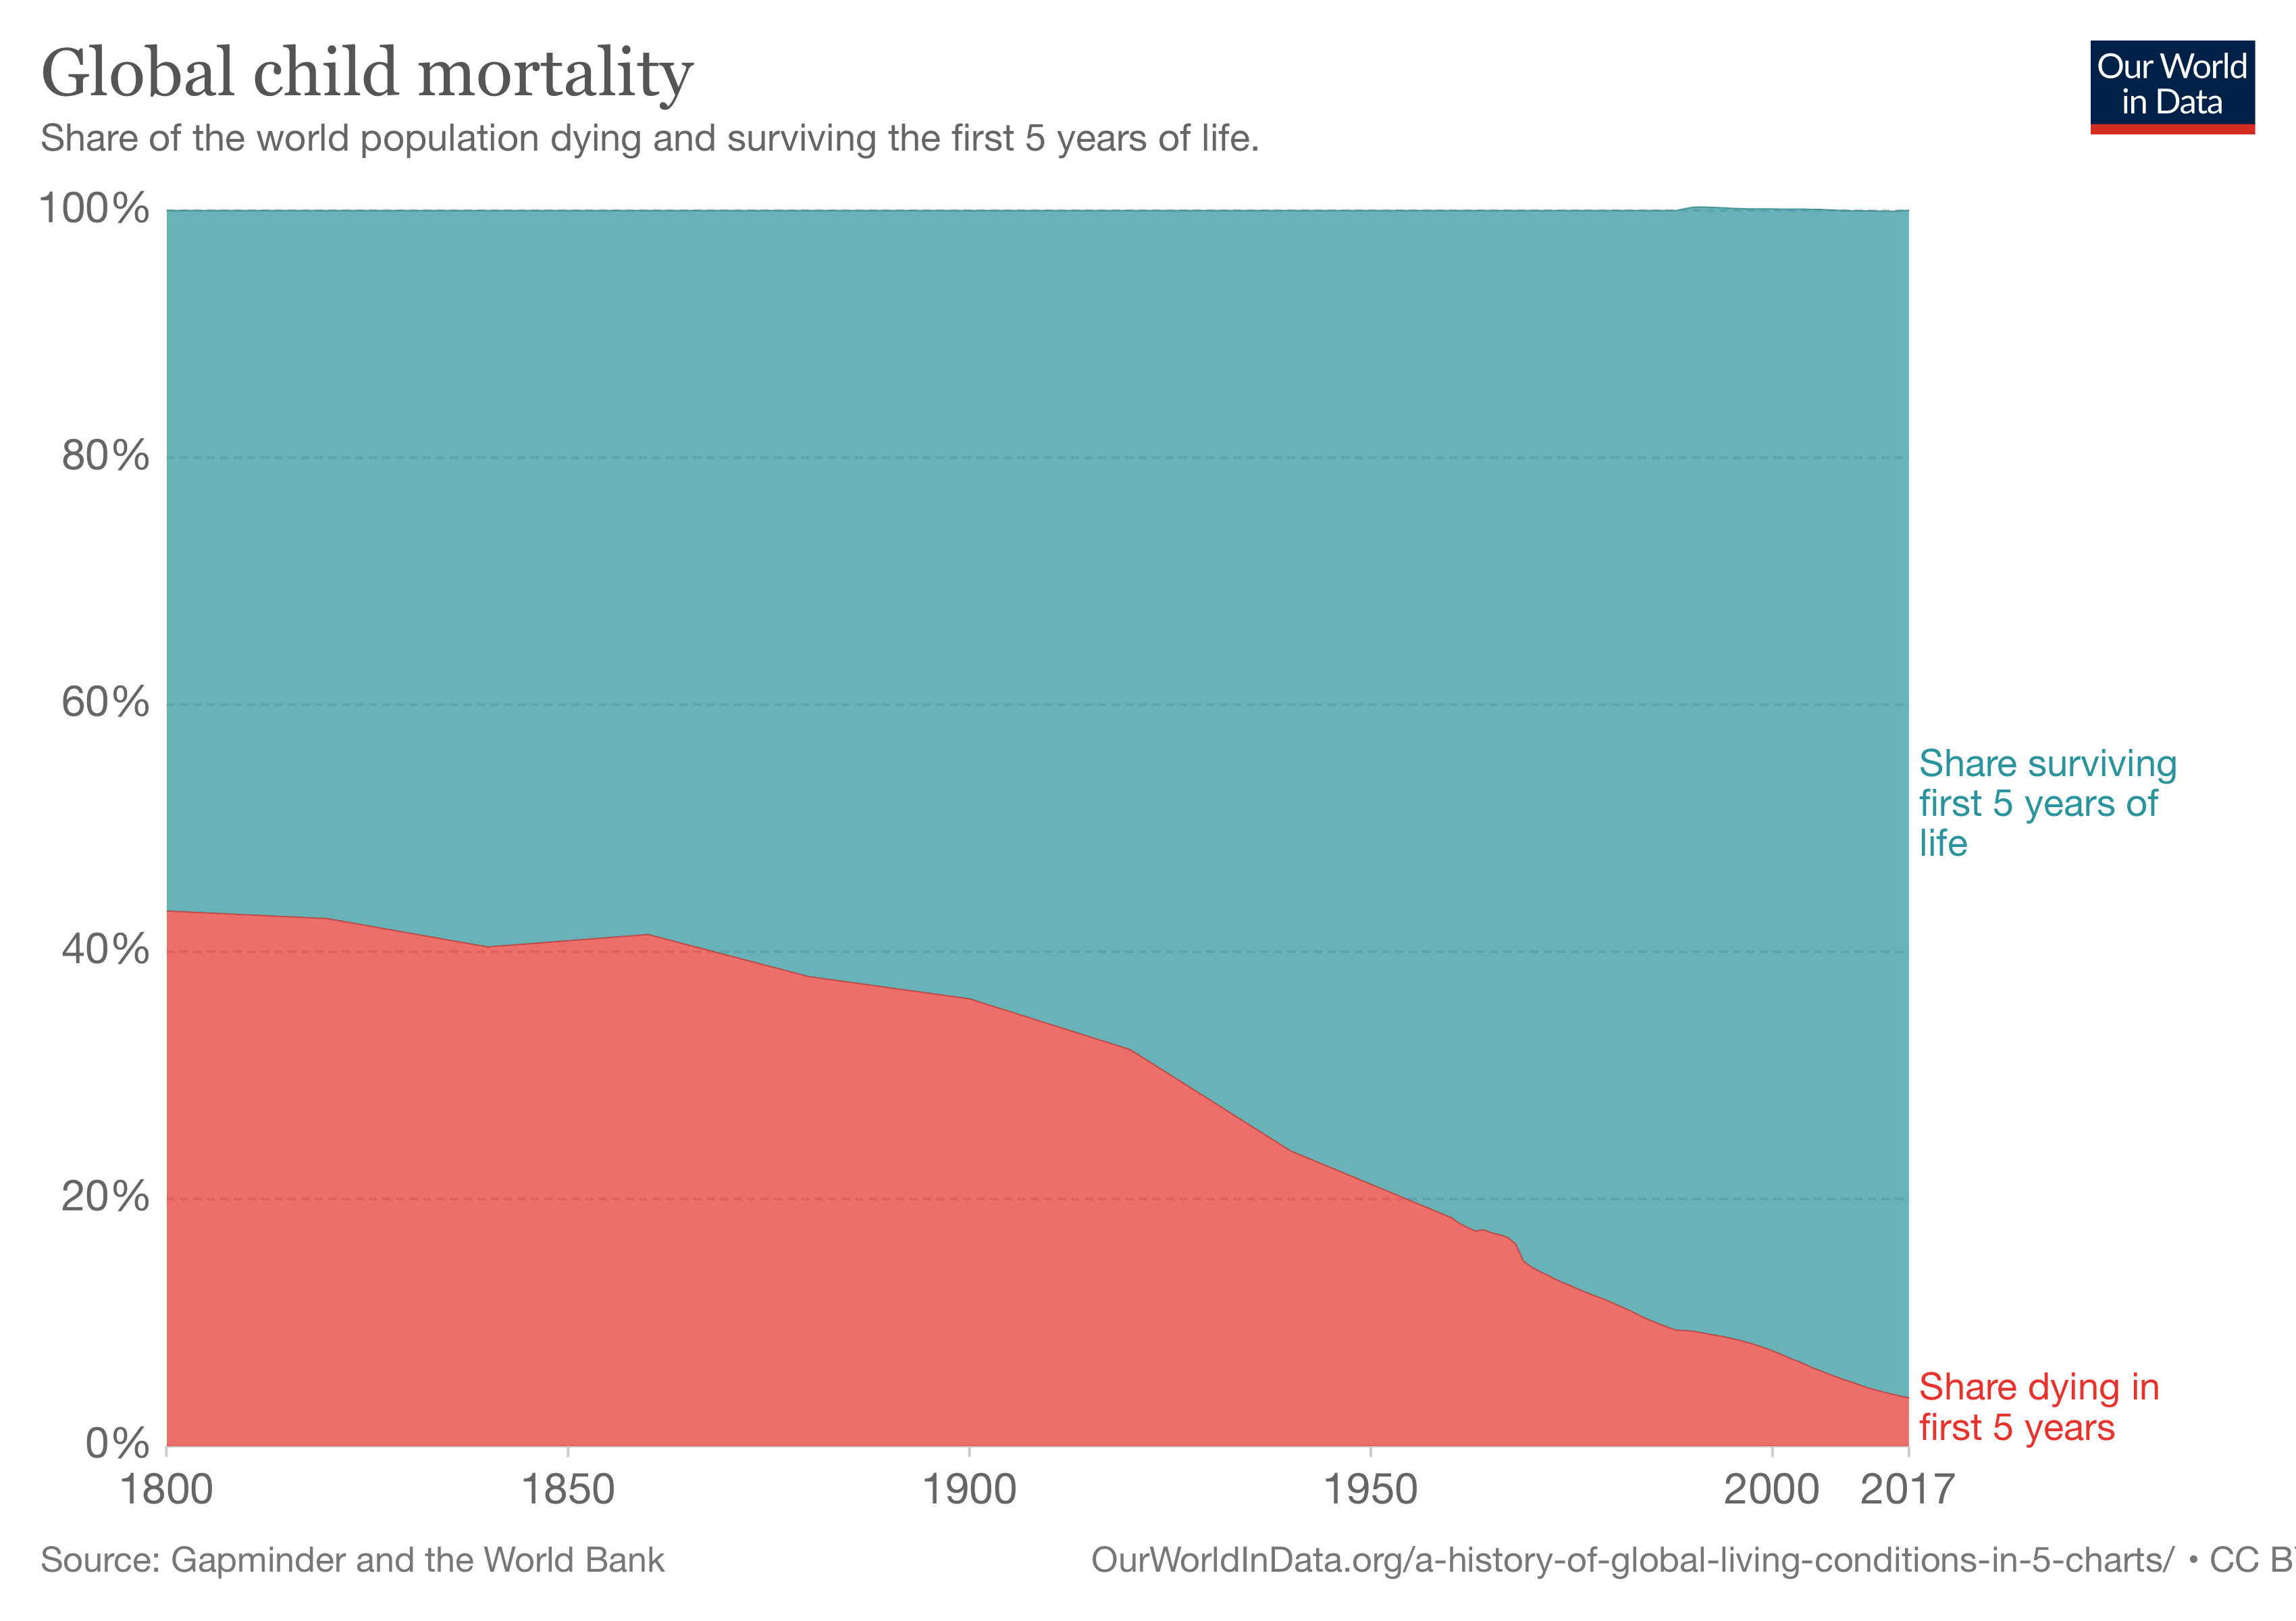 Global child mortality
Share of the world population dying and surviving the first 5 years of life.
Our World
in Data
100%
80%
60%
40%
20%
0%
Share surviving
first 5 years of
life
Share dying in
first 5 years
1800
1850
1900
1950
2000
2017
Source: Gapminder and the World Bank
OurWorldInData.org/a-history-of-global-living-conditions-in-5-charts/ • CC B